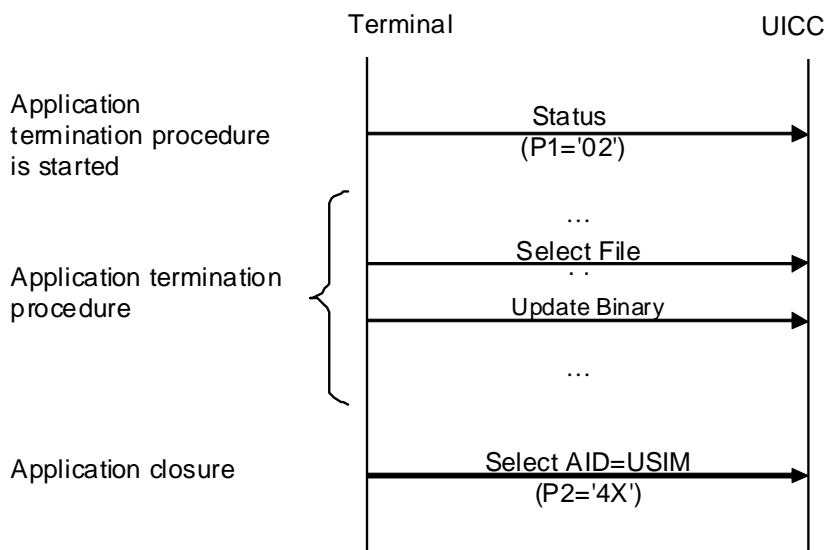 Terminal
UICC
Application
termination procedure
is started
Status
(P1='02')
...
Select File
. .
Application termination
procedure
Update Binary
...
Application closure
Select AID=USIM
(P2='4X')